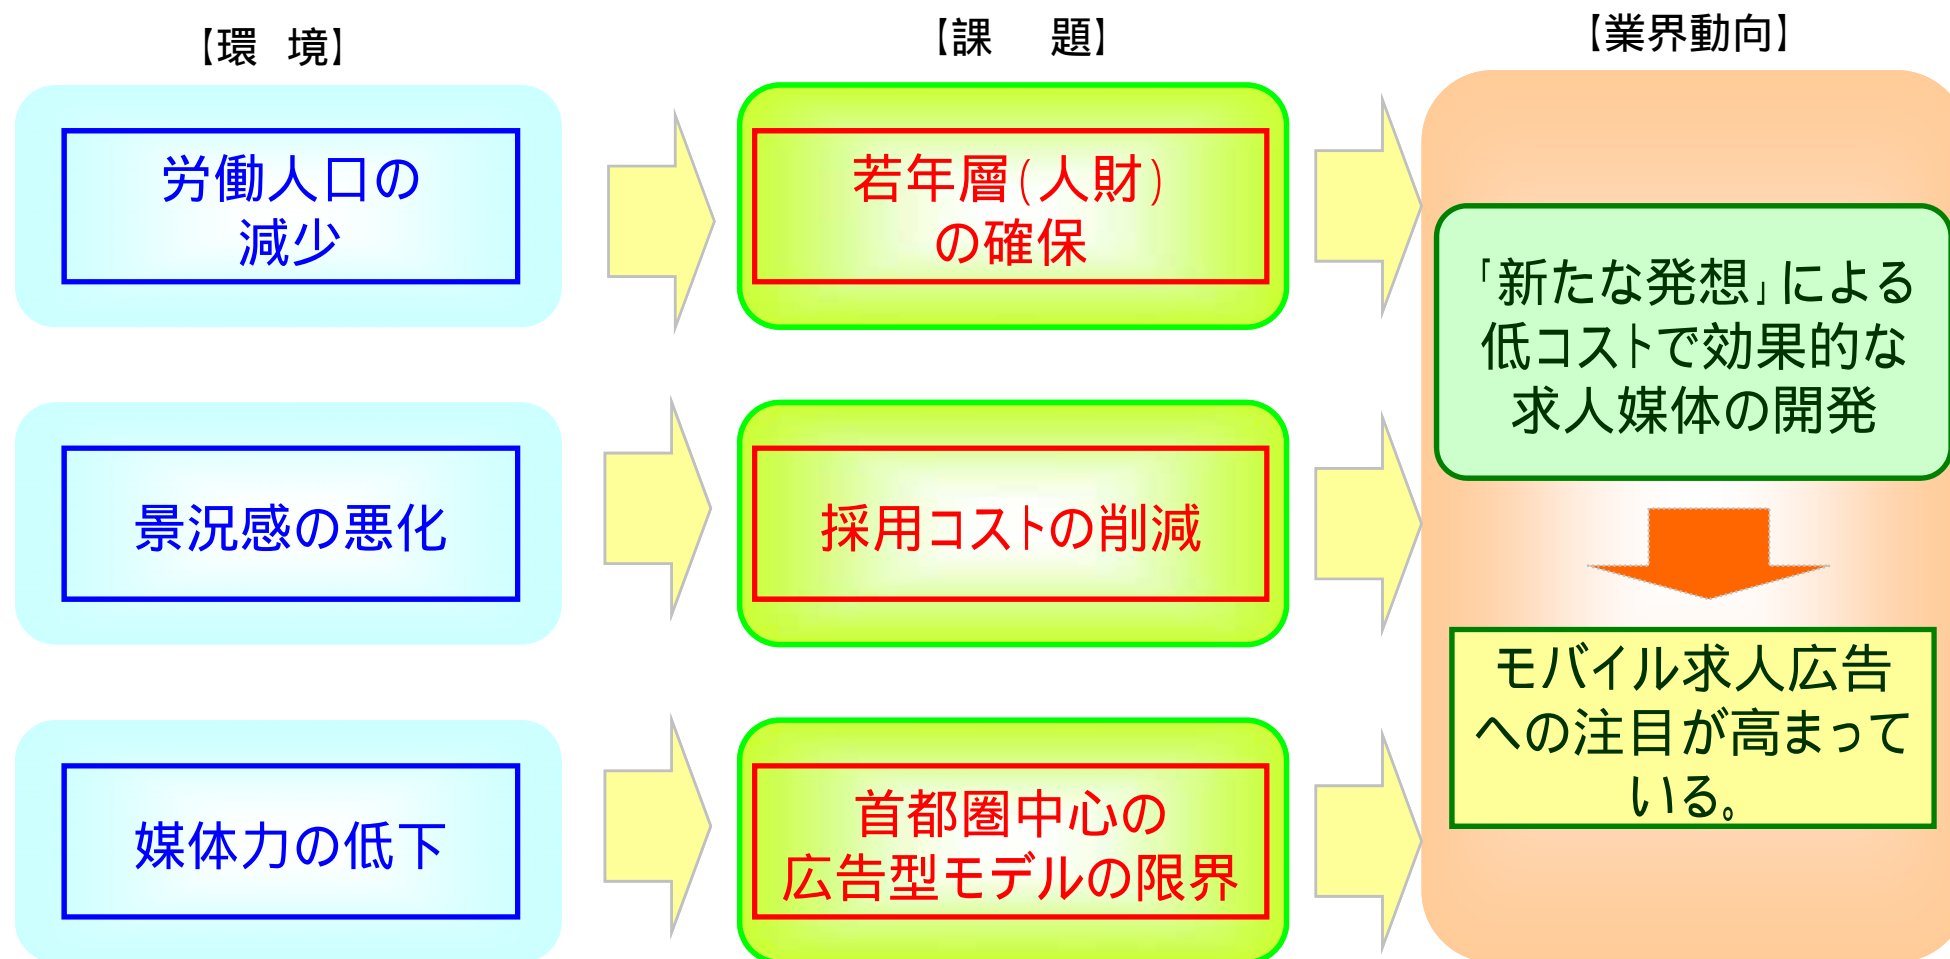 【環　境】
労働人口の
減少
景況感の悪化
媒体力の低下
【課　　題】
若年層(人財)
の確保
採用コストの削減
首都圏中心の
広告型モデルの限界
【業界動向】
「新たな発想」による
低コストで効果的な
求人媒体の開発
モバイル求人広告
への注目が高まって
いる。